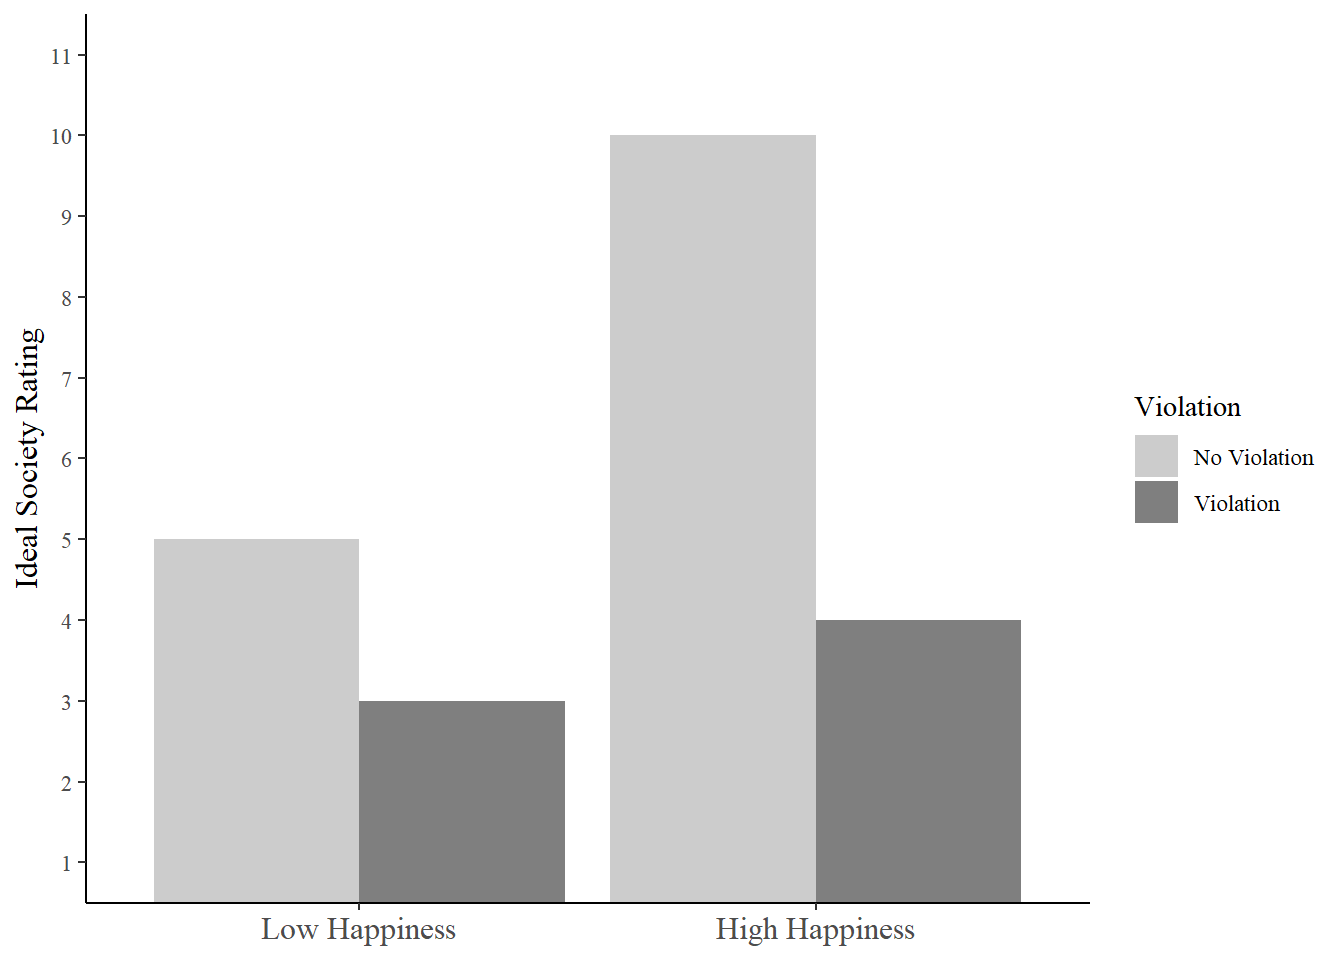 11
10
9
8
7
6
5
4
3
2
1
Ideal Society Rating
Low Happiness
High Happiness
Violation
No Violation
Violation